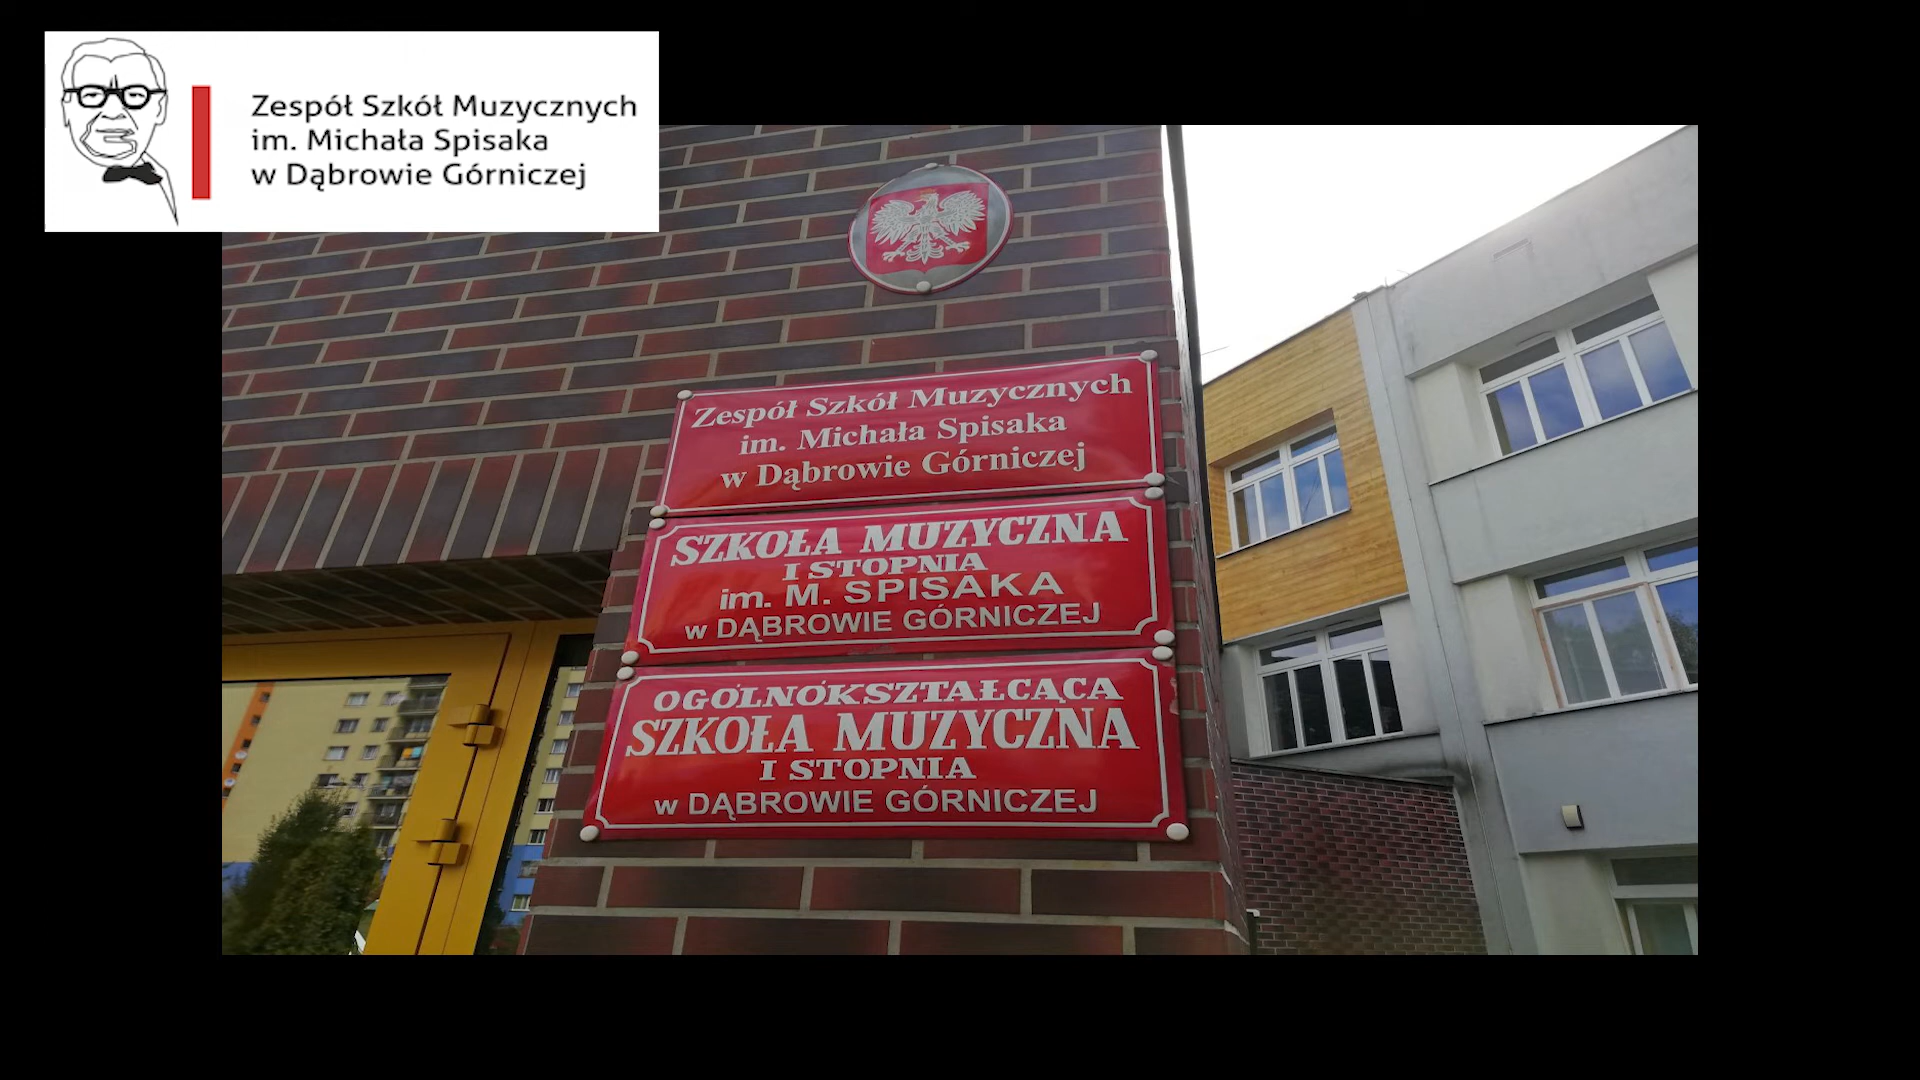 Zespół Szkół Muzycznych
im. Michała Spisaka
w Dąbrowie Górniczej
Zespół Szkół Muzycznych
im. Michała Spisaka
w Dąbrowie Górniczej
SZKOŁA MUZYCZNA
I STOPNIA
im. M. SPISAKA
w DĄBROWIE GÓRNICZEJ
OGÓLNOKSZTAŁCĄCA
SZKOŁA MUZYCZNA
I STOPNIA
w DĄBROWIE GÓRNICZEJ